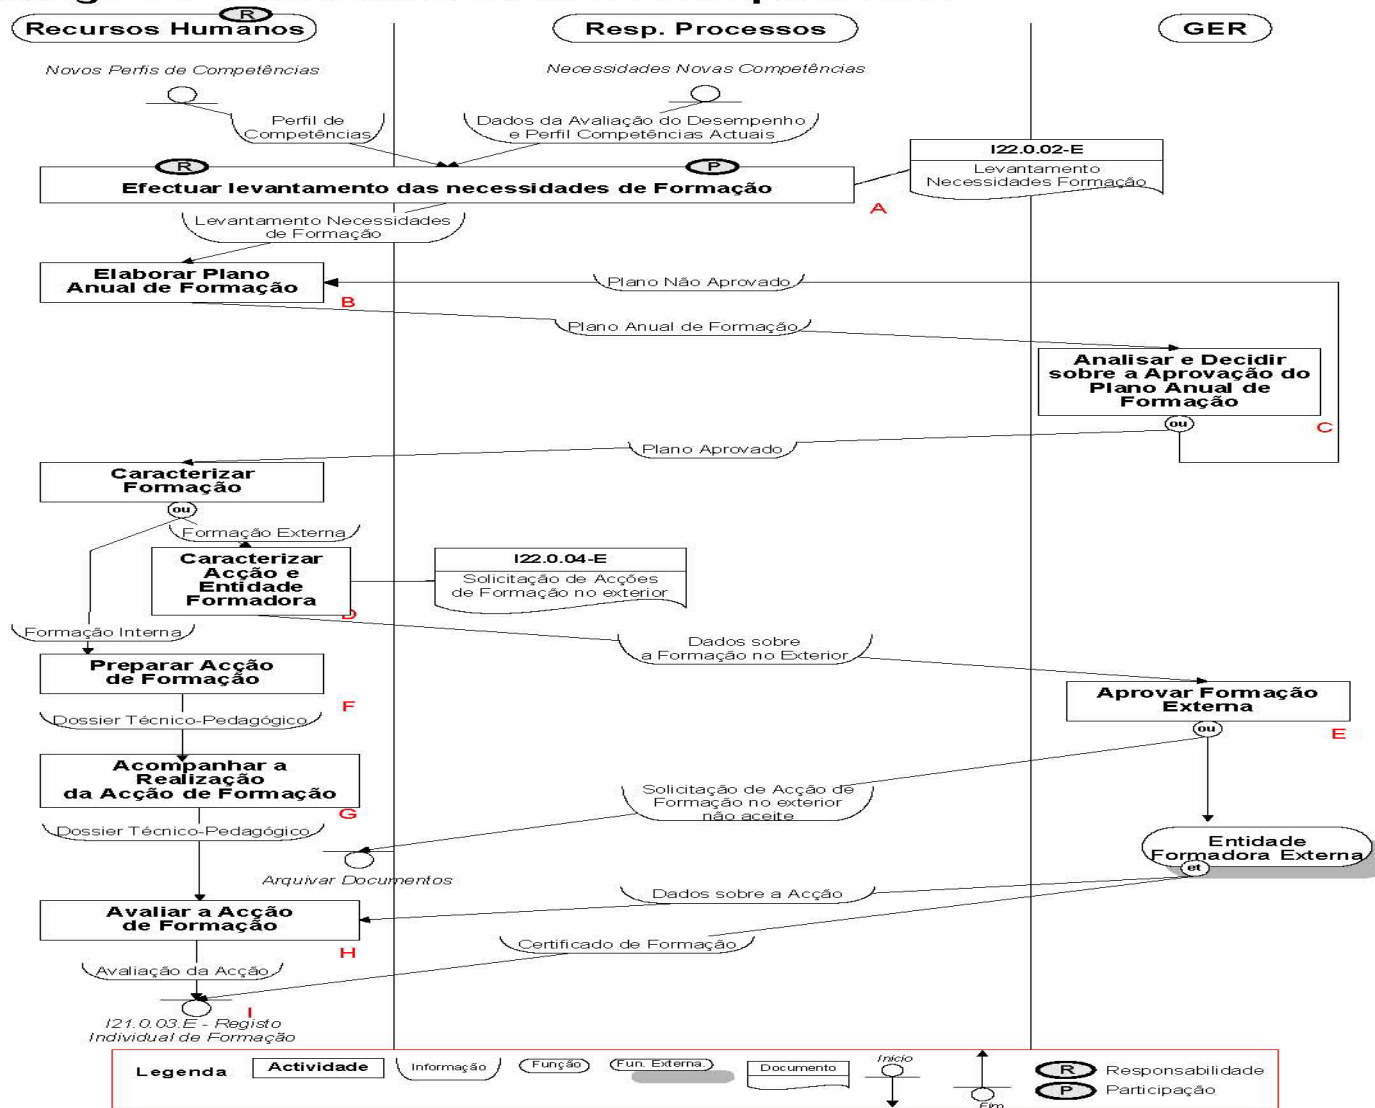 R
Recursos Humanos
Resp. Processos
GER
Novos Perfis de Competências
Necessidades Novas Competências
Perfil de
Competências
Dados da Avaliação do Desempenho
e Perfil Competências Actuais
I22.0.02-E
Levantamento
Necessidades Formação
R
P
Efectuar levantamento das necessidades de Formação
A
Levantamento Necessidades
de Formação
Elaborar Plano
Anual de Formação
B
Plano Não Aprovado
Plano Anual de Formação
Analisar e Decidir
sobre a Aprovação do
Plano Anual de
Formação
ou
C
Plano Aprovado
Caracterizar
Formação
ou
Formação Externa
Caracterizar
Acção e
Entidade
Formadora
D
I22.0.04-E
Solicitação de Acções
de Formação no exterior
Formação Interna
Dados sobre
a Formação no Exterior
Preparar Acção
de Formação
F
Aprovar Formação
Externa
ou
E
Dossier Técnico-Pedagógico
Acompanhar a
Realização
da Acção de Formação
G
Solicitação de Acção de
Formação no exterior
não aceite
Dossier Técnico-Pedagógico
Entidade
Formadora Externa
et
Arquivar Documentos
Dados sobre a Acção
Avaliar a Acção
de Formação
H
Certificado de Formação
Avaliação da Acção
I
I21.0.03.E - Registo
Individual de Formação
Legenda
Actividade
Informação
Função
Fun. Externa.
Documento
Início
Fim
R
Responsabilidade
P
Participação